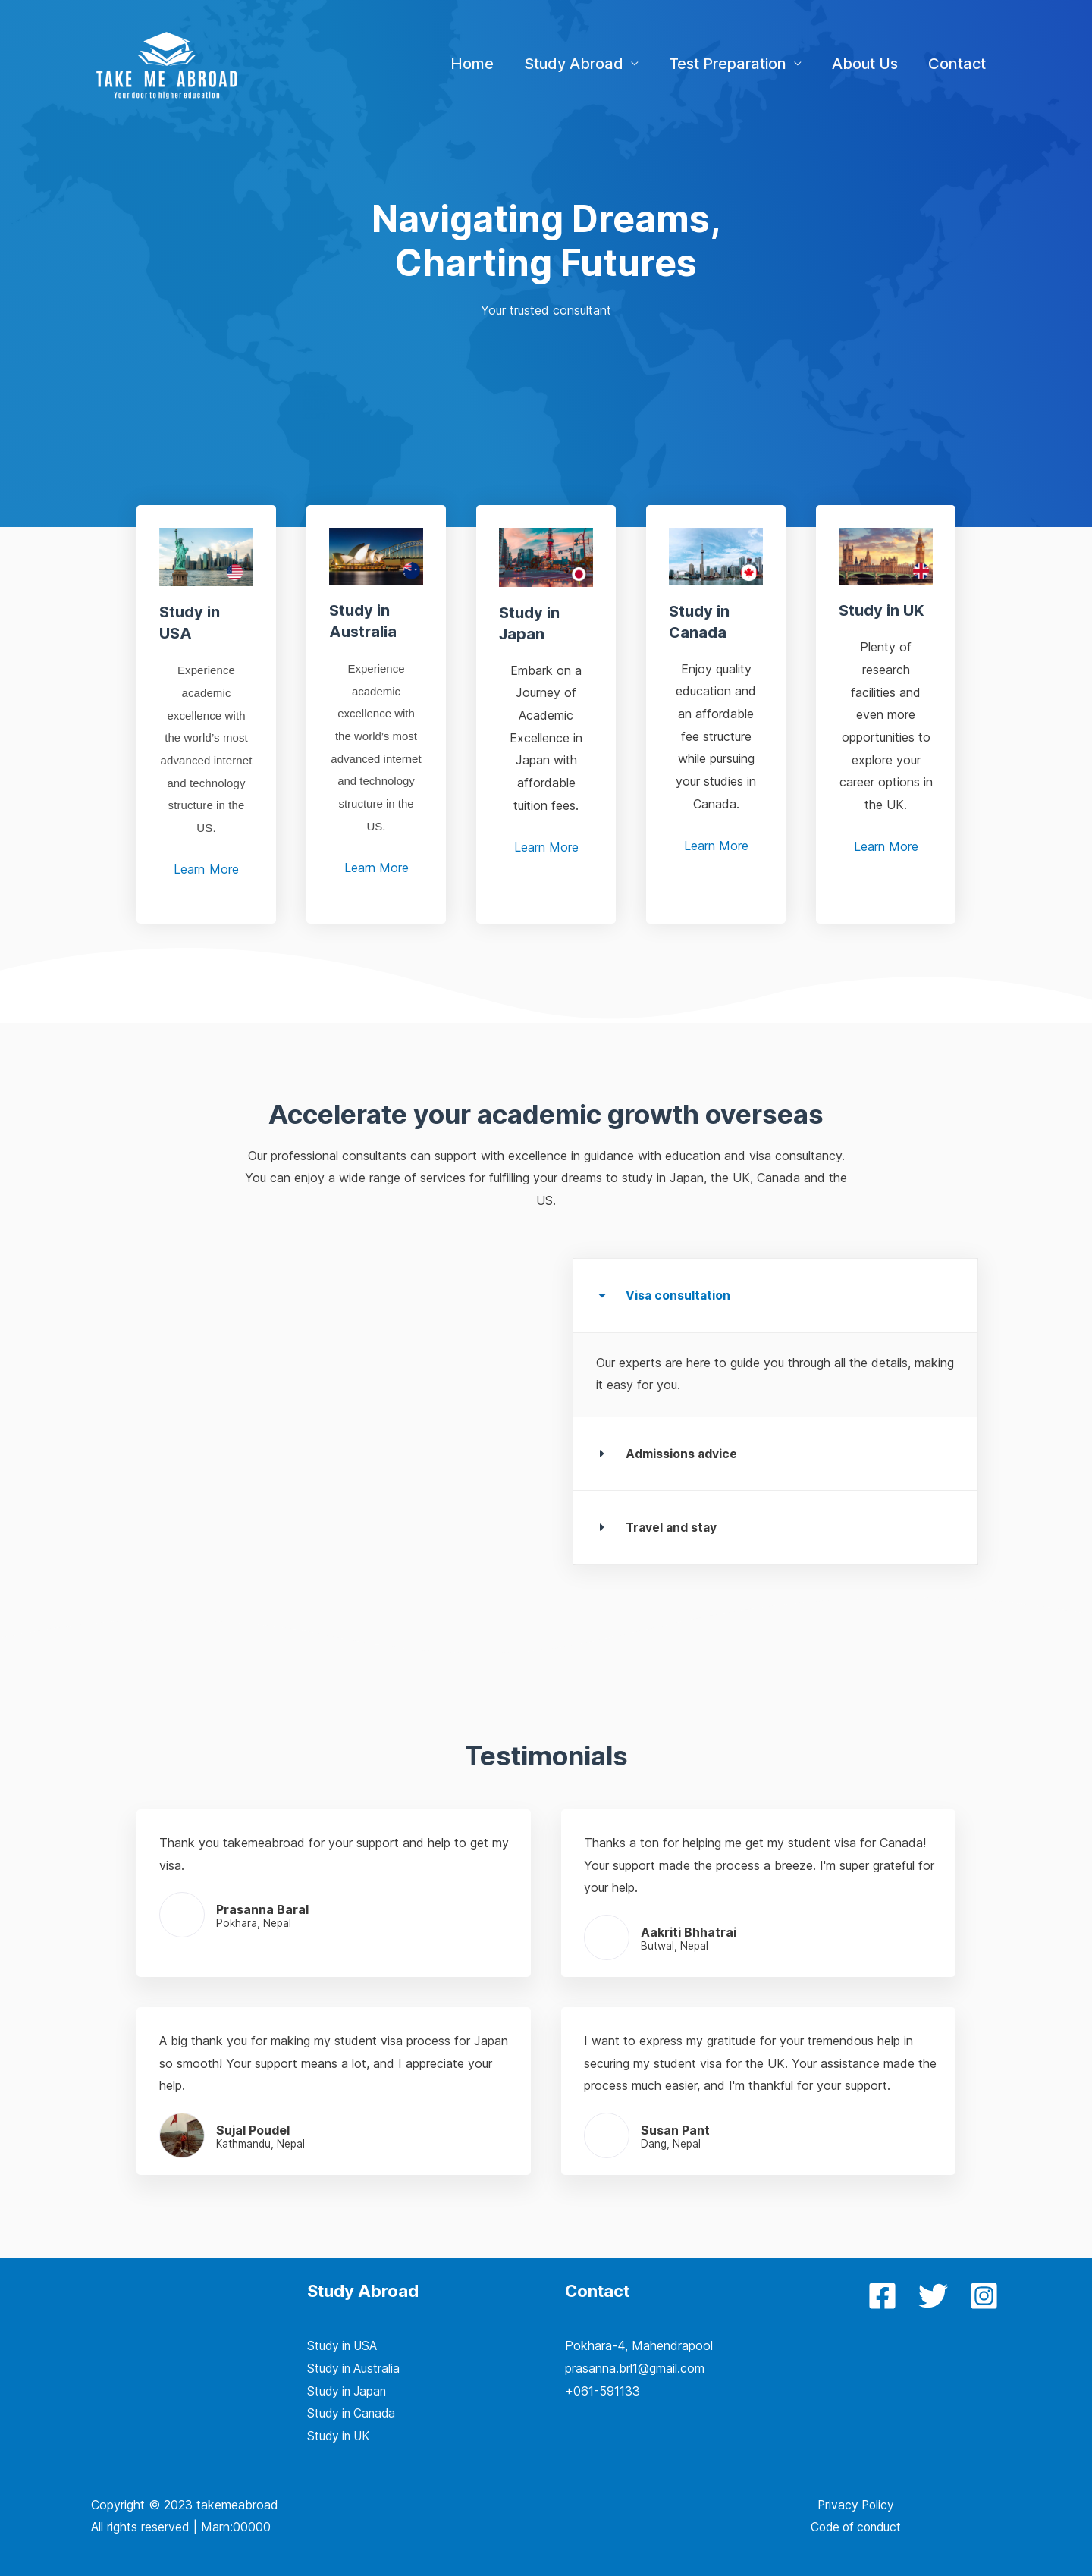 TAKE ME ABROAD
Your door to higher education
Home Study Abroad Test Preparation About Us Contact
Navigating Dreams,
Charting Futures
Your trusted consultant
Study in
USA
Experience
academic
excellence with
the world's most
advanced internet
and technology
structure in the
US.
Learn More
Study in
Australia
Experience
academic
excellence with
the world's most
advanced internet
and technology
structure in the
US.
Learn More
Study in
Japan
Embark on a
Journey of
Academic
Excellence in
Japan with
affordable
tuition fees.
Learn More
Study in
Canada
Enjoy quality
education and
an affordable
fee structure
while pursuing
your studies in
Canada.
Learn More
Study in UK
Plenty of
research
facilities and
even more
opportunities to
explore your
career options in
the UK.
Learn More
Accelerate your academic growth overseas
Our professional consultants can support with excellence in guidance with education and visa consultancy.
You can enjoy a wide range of services for fulfilling your dreams to study in Japan, the UK, Canada and the
US.
Visa consultation
Our experts are here to guide you through all the details, making
it easy for you.
Admissions advice
Travel and stay
Testimonials
Thank you takemeabroad for your support and help to get my
visa.
Prasanna Baral
Pokhara, Nepal
Thanks a ton for helping me get my student visa for Canada!
Your support made the process a breeze. I'm super grateful for
your help.
Aakriti Bhhatrai
Butwal, Nepal
A big thank you for making my student visa process for Japan
so smooth! Your support means a lot, and I appreciate your
help.
Sujal Poudel
Kathmandu, Nepal
I want to express my gratitude for your tremendous help in
securing my student visa for the UK. Your assistance made the
process much easier, and I'm thankful for your support.
Susan Pant
Dang, Nepal
Study Abroad
Study in USA
Study in Australia
Study in Japan
Study in Canada
Study in UK
Contact
Pokhara-4, Mahendrapool
prasanna.brl1@gmail.com
+061-591133
Copyright © 2023 takemeabroad
All rights reserved | Marn:00000
Privacy Policy
Code of conduct